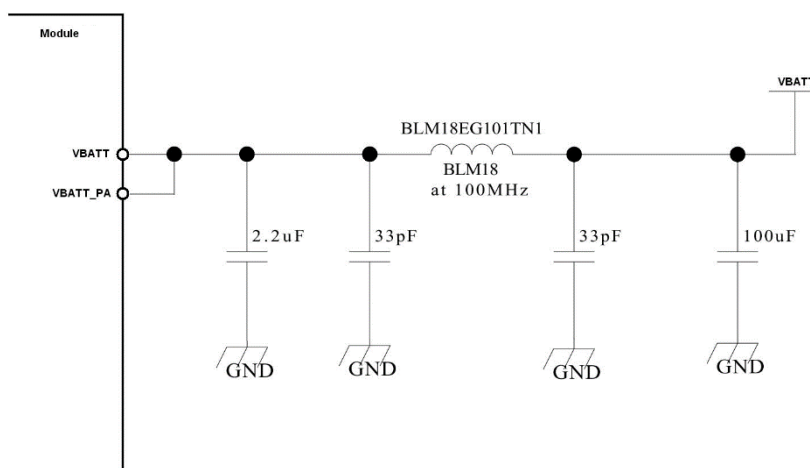 Module
VBATT
BLM18EG101TN1
VBATT
BLM18
at 100MHz
VBATT_PA
2.2uF
33pF
33pF
100uF
GND
GND
GND
GND